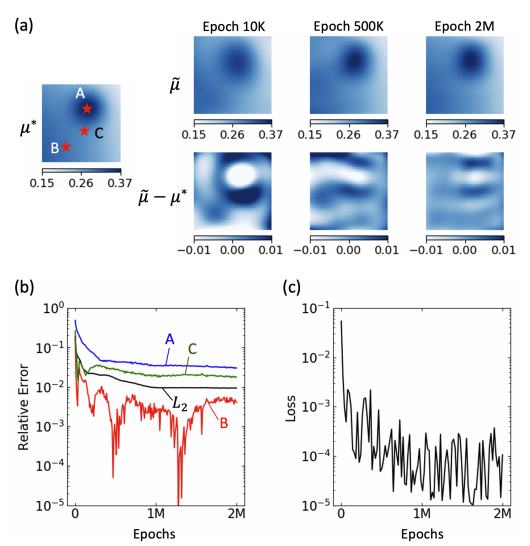 (a)
Epoch 10K Epoch 500K Epoch 2M
μ̃
A
μ* C
B
0.15 0.26 0.37
0.15 0.26 0.37 0.15 0.26 0.37 0.15 0.26 0.37
μ̃ − μ*
−0.01 0.00 0.01 −0.01 0.00 0.01 −0.01 0.00 0.01
(b)
Relative Error
10⁰
10⁻¹
10⁻²
10⁻³
10⁻⁴
10⁻⁵
A
C
L₂
B
0 1M 2M
Epochs
(c)
Loss
10⁻¹
10⁻²
10⁻³
10⁻⁴
10⁻⁵
0 1M 2M
Epochs